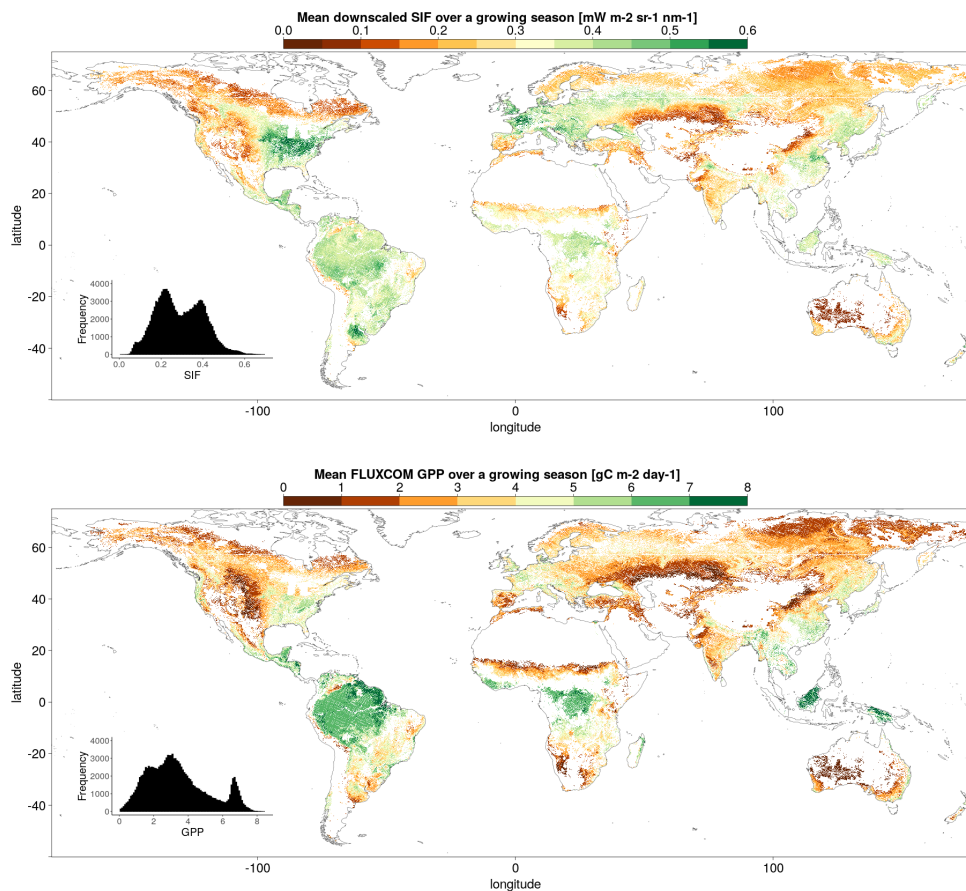 Mean downscaled SIF over a growing season [mW m-2 sr-1 nm-1]
0.0 0.1 0.2 0.3 0.4 0.5 0.6
60
40
20
0
-20
-40
latitude
4000
3000
2000
1000
0
Frequency
0.0 0.2 0.4 0.6
SIF
-100 0 100
longitude
Mean FLUXCOM GPP over a growing season [gC m-2 day-1]
0 1 2 3 4 5 6 7 8
60
40
20
0
-20
-40
latitude
4000
3000
2000
1000
0
Frequency
0 2 4 6 8
GPP
-100 0 100
longitude